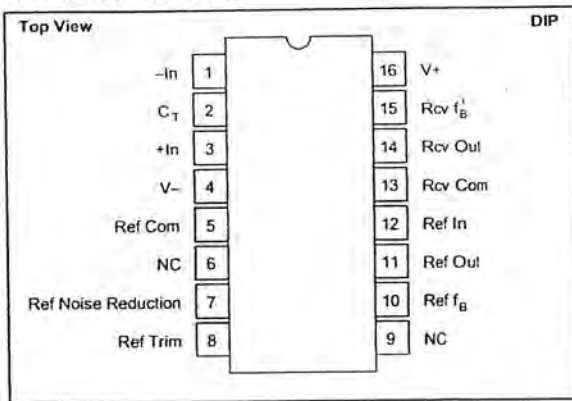 Top View DIP
–In 1 16 V+
C_T 2 15 Rcv f_B
+In 3 14 Rcv Out
V– 4 13 Rcv Com
Ref Com 5 12 Ref In
NC 6 11 Ref Out
Ref Noise Reduction 7 10 Ref f_B
Ref Trim 8 9 NC